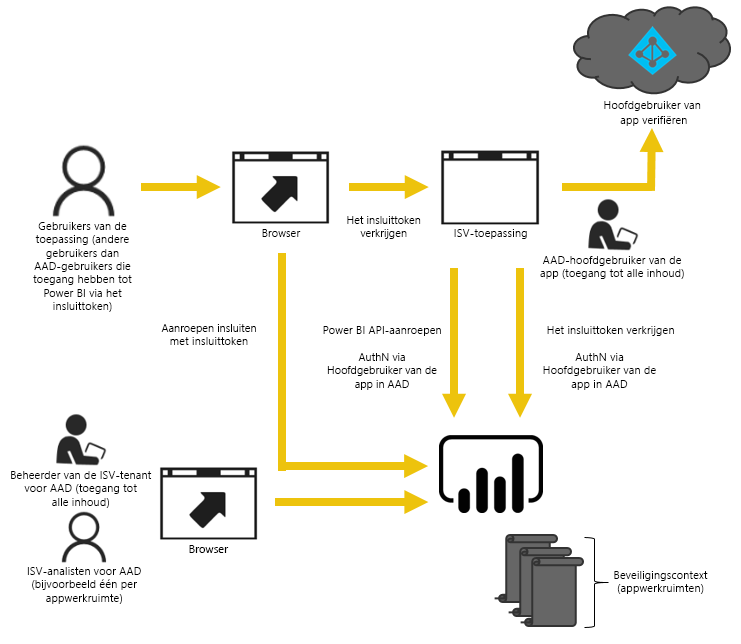 Hoofdgebruiker van
app verifiëren
Gebruikers van de
toepassing (andere
gebruikers dan
AAD-gebruikers die
toegang hebben tot
Power BI via het
insluittoken)
Browser
Het insluittoken
verkrijgen
ISV-toepassing
AAD-hoofdgebruiker van de
app (toegang tot alle inhoud)
Aanroepen insluiten
met insluittoken
Power BI API-aanroepen
AuthN via
Hoofdgebruiker van de
app in AAD
Het insluittoken verkrijgen
AuthN via
Hoofdgebruiker van de
app in AAD
Beheerder van de ISV-tenant
voor AAD (toegang tot
alle inhoud)
ISV-analisten voor AAD
(bijvoorbeeld één per
appwerkruimte)
Browser
Beveiligingscontext
(appwerkruimten)